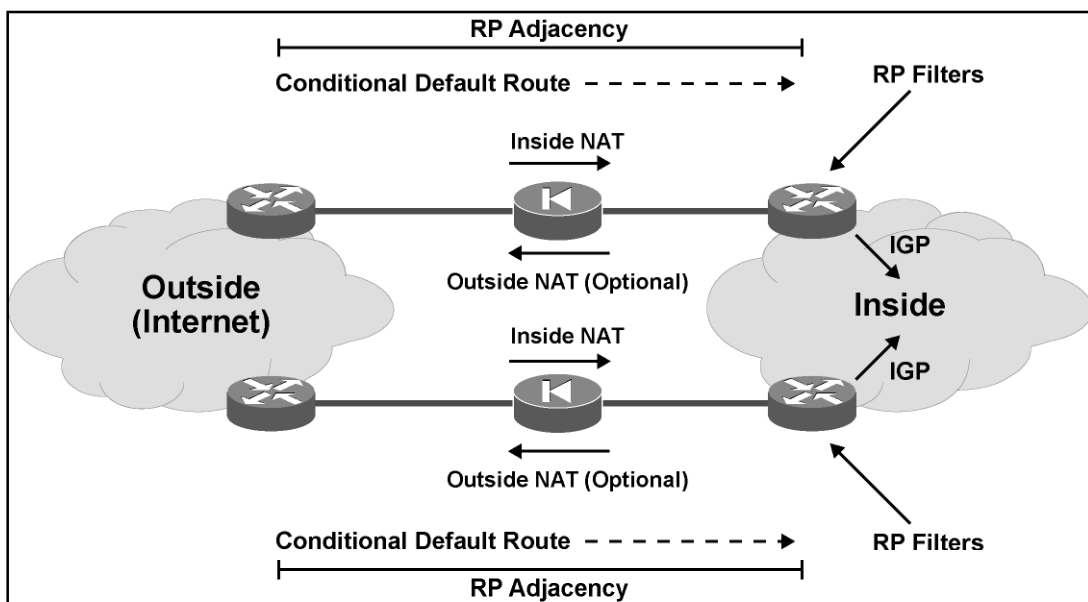 RP Adjacency
Conditional Default Route
RP Filters
Inside NAT
IGP
Outside NAT (Optional)
Outside
(Internet)
Inside
Inside NAT
IGP
Outside NAT (Optional)
Conditional Default Route
RP Filters
RP Adjacency